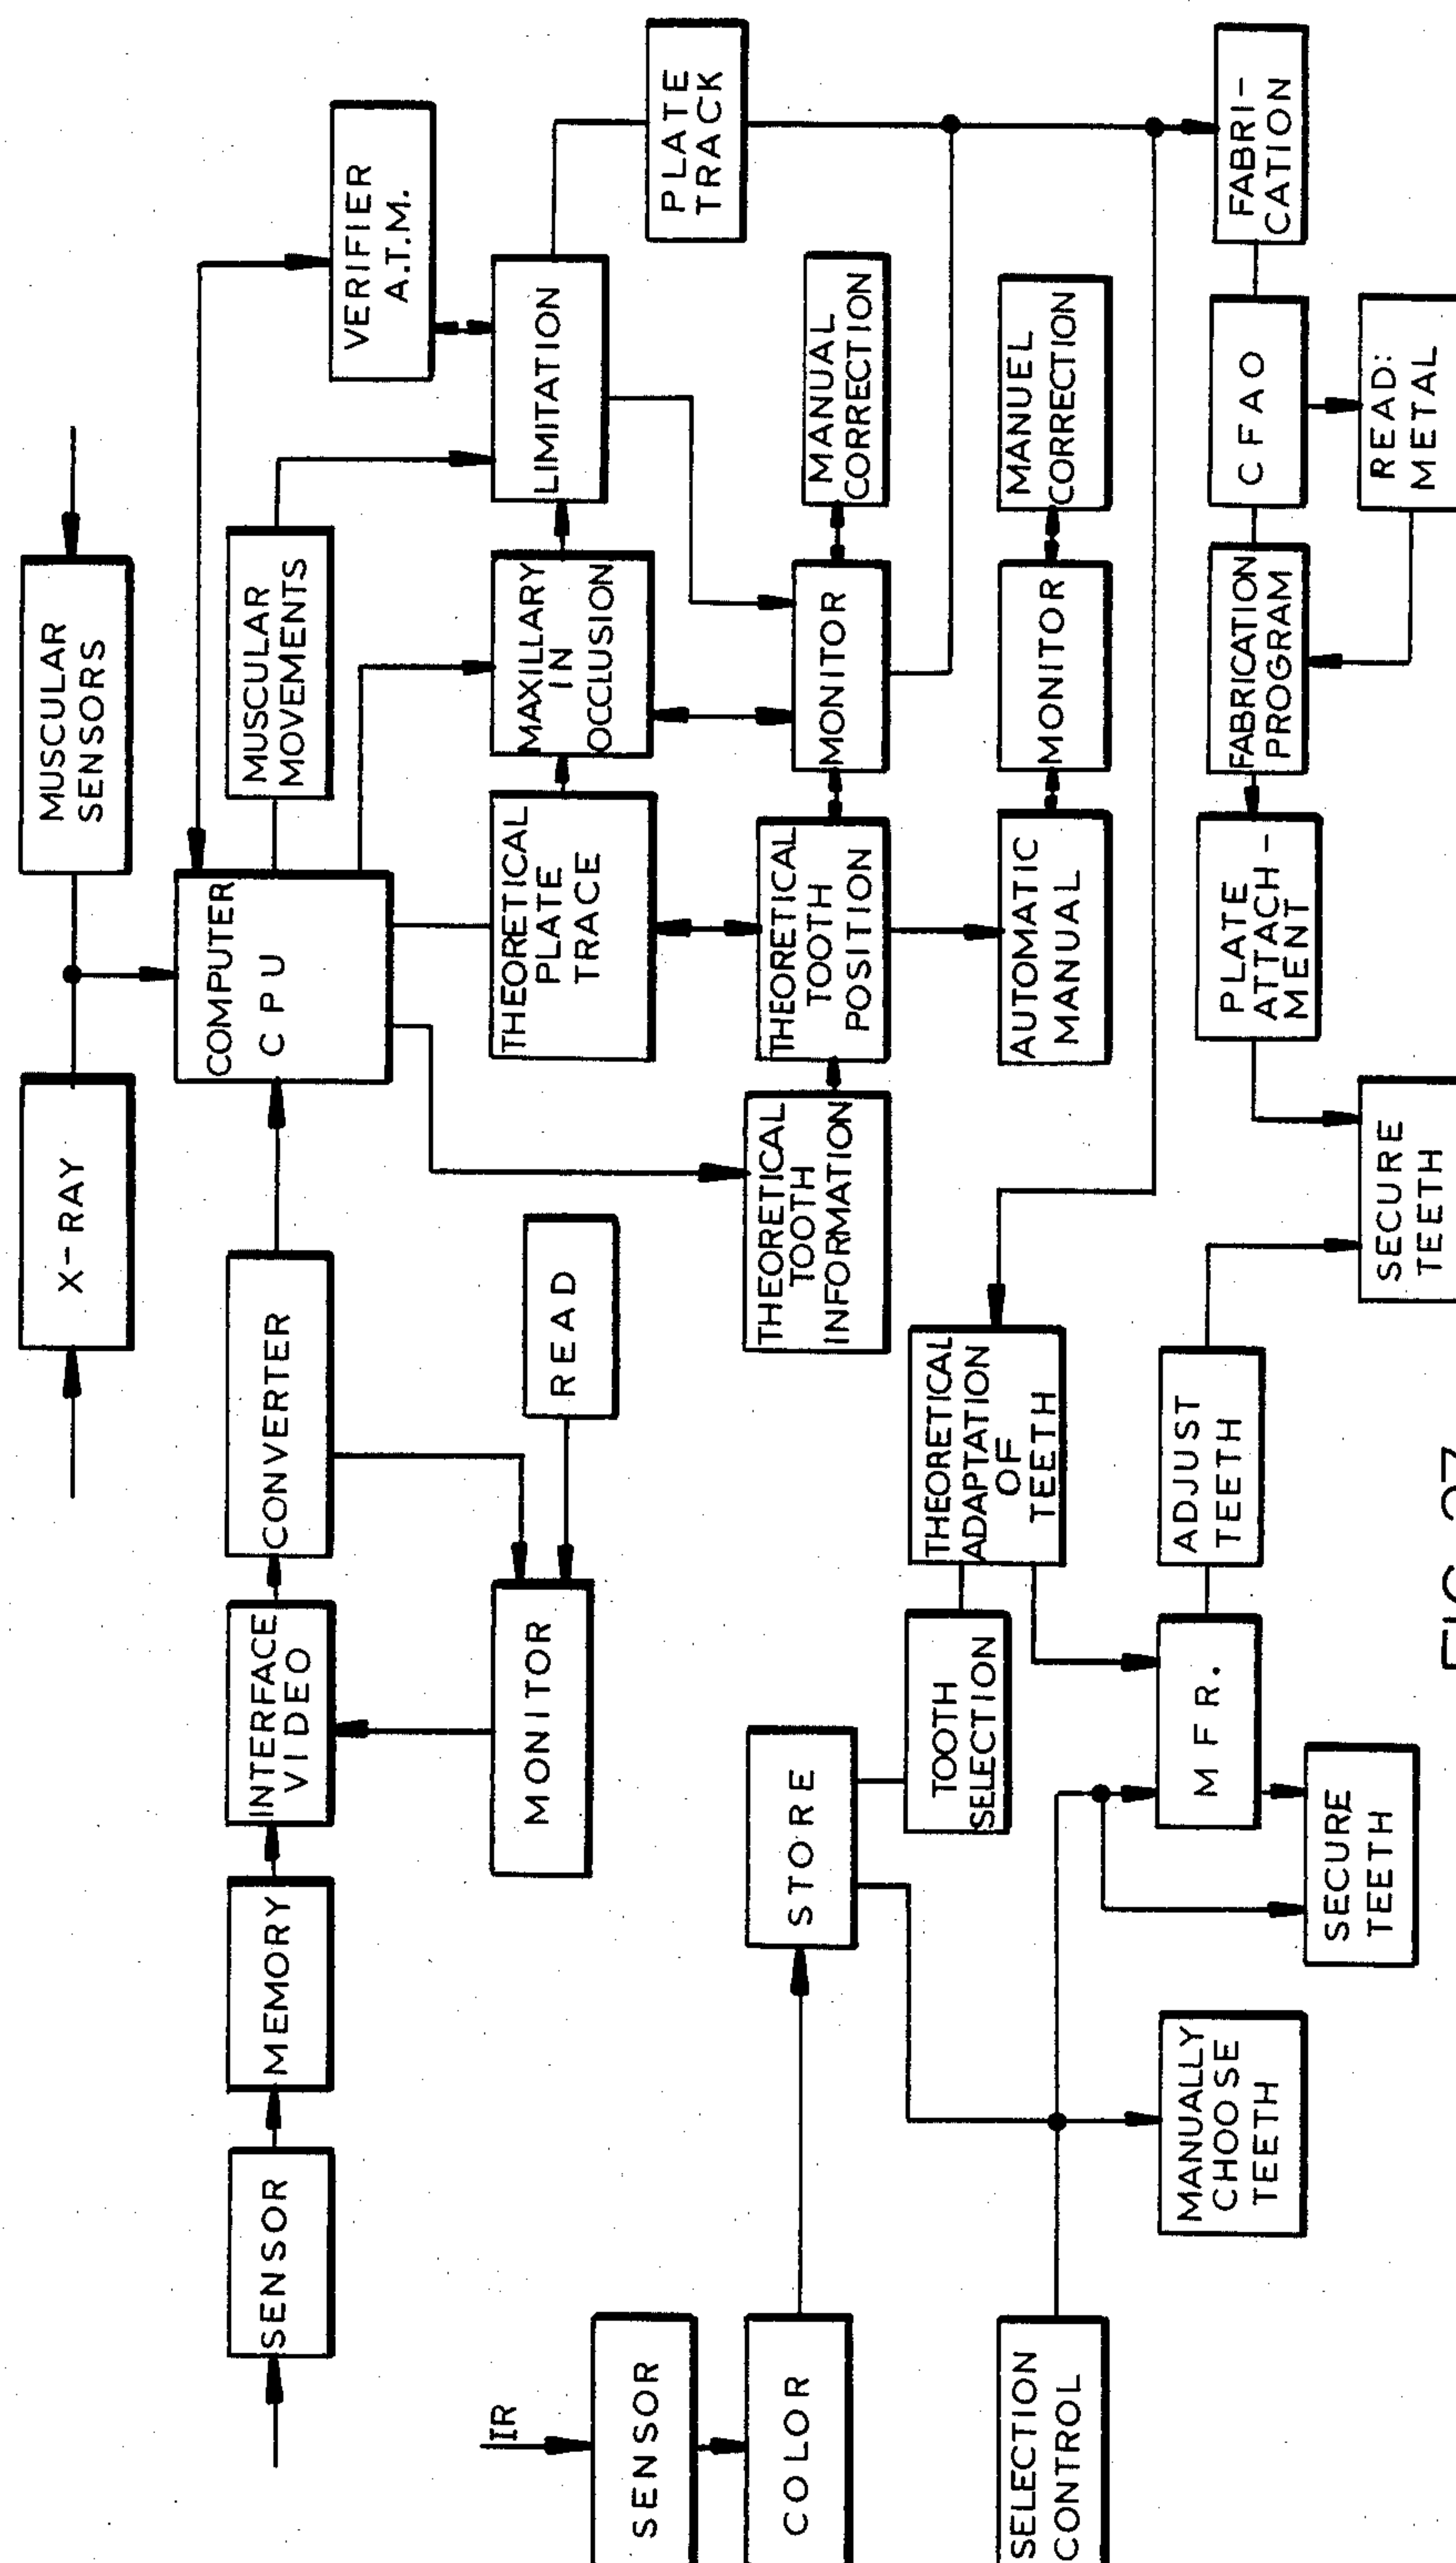 X-RAY
MUSCULAR
SENSORS
SENSOR
MEMORY
INTERFACE
VIDEO
CONVERTER
COMPUTER
CPU
MUSCULAR
MOVEMENTS
VERIFIER
A.T.M.
IR
MONITOR
READ
THEORETICAL
PLATE
TRACE
MAXILLARY
IN
OCCLUSION
LIMITATION
SENSOR
PLATE
TRACK
COLOR
STORE
THEORETICAL
TOOTH
INFORMATION
THEORETICAL
TOOTH
POSITION
MONITOR
MANUAL
CORRECTION
TOOTH
SELECTION
THEORETICAL
ADAPTATION
OF
TEETH
SELECTION
CONTROL
AUTOMATIC
MANUAL
MONITOR
MANUEL
CORRECTION
MANUALLY
CHOOSE
TEETH
MFR.
ADJUST
TEETH
PLATE
ATTACH-
MENT
FABRICATION
PROGRAM
CFAO
FABRI-
CATION
SECURE
TEETH
SECURE
TEETH
READ:
METAL